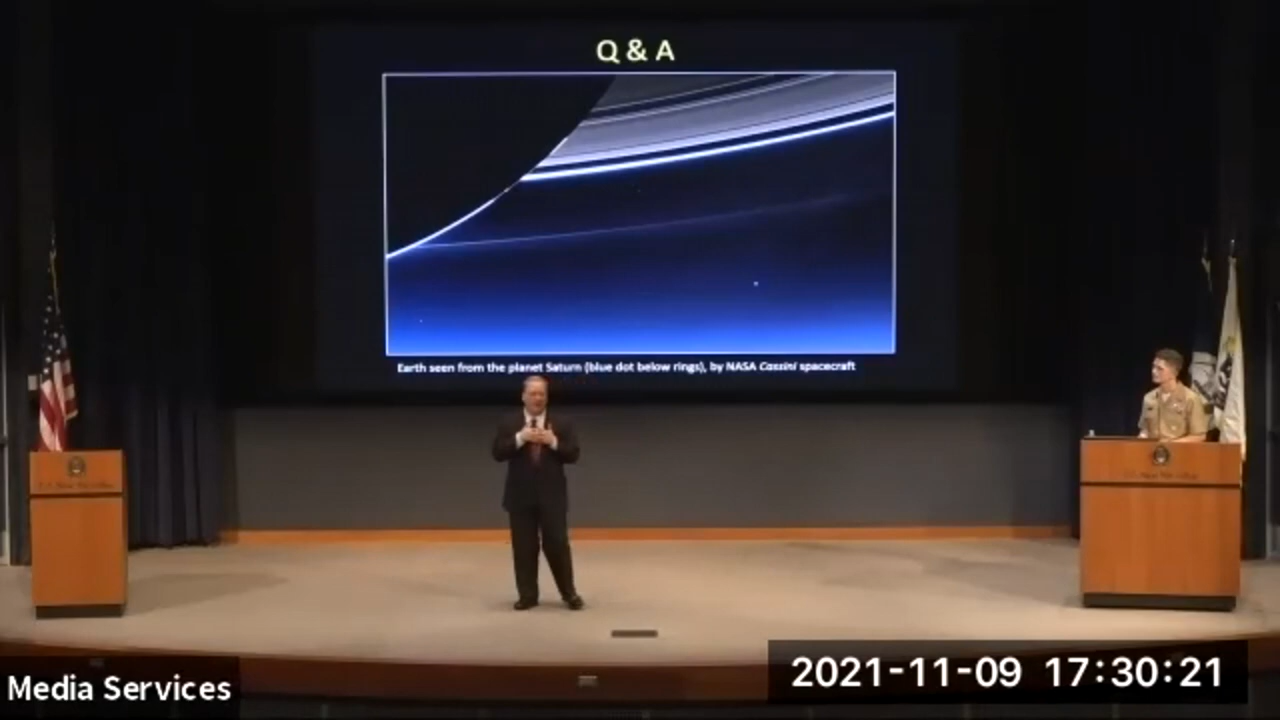 Q & A
Earth seen from the planet Saturn (blue dot below rings), by NASA Cassini spacecraft
Media Services
2021-11-09 17:30:21